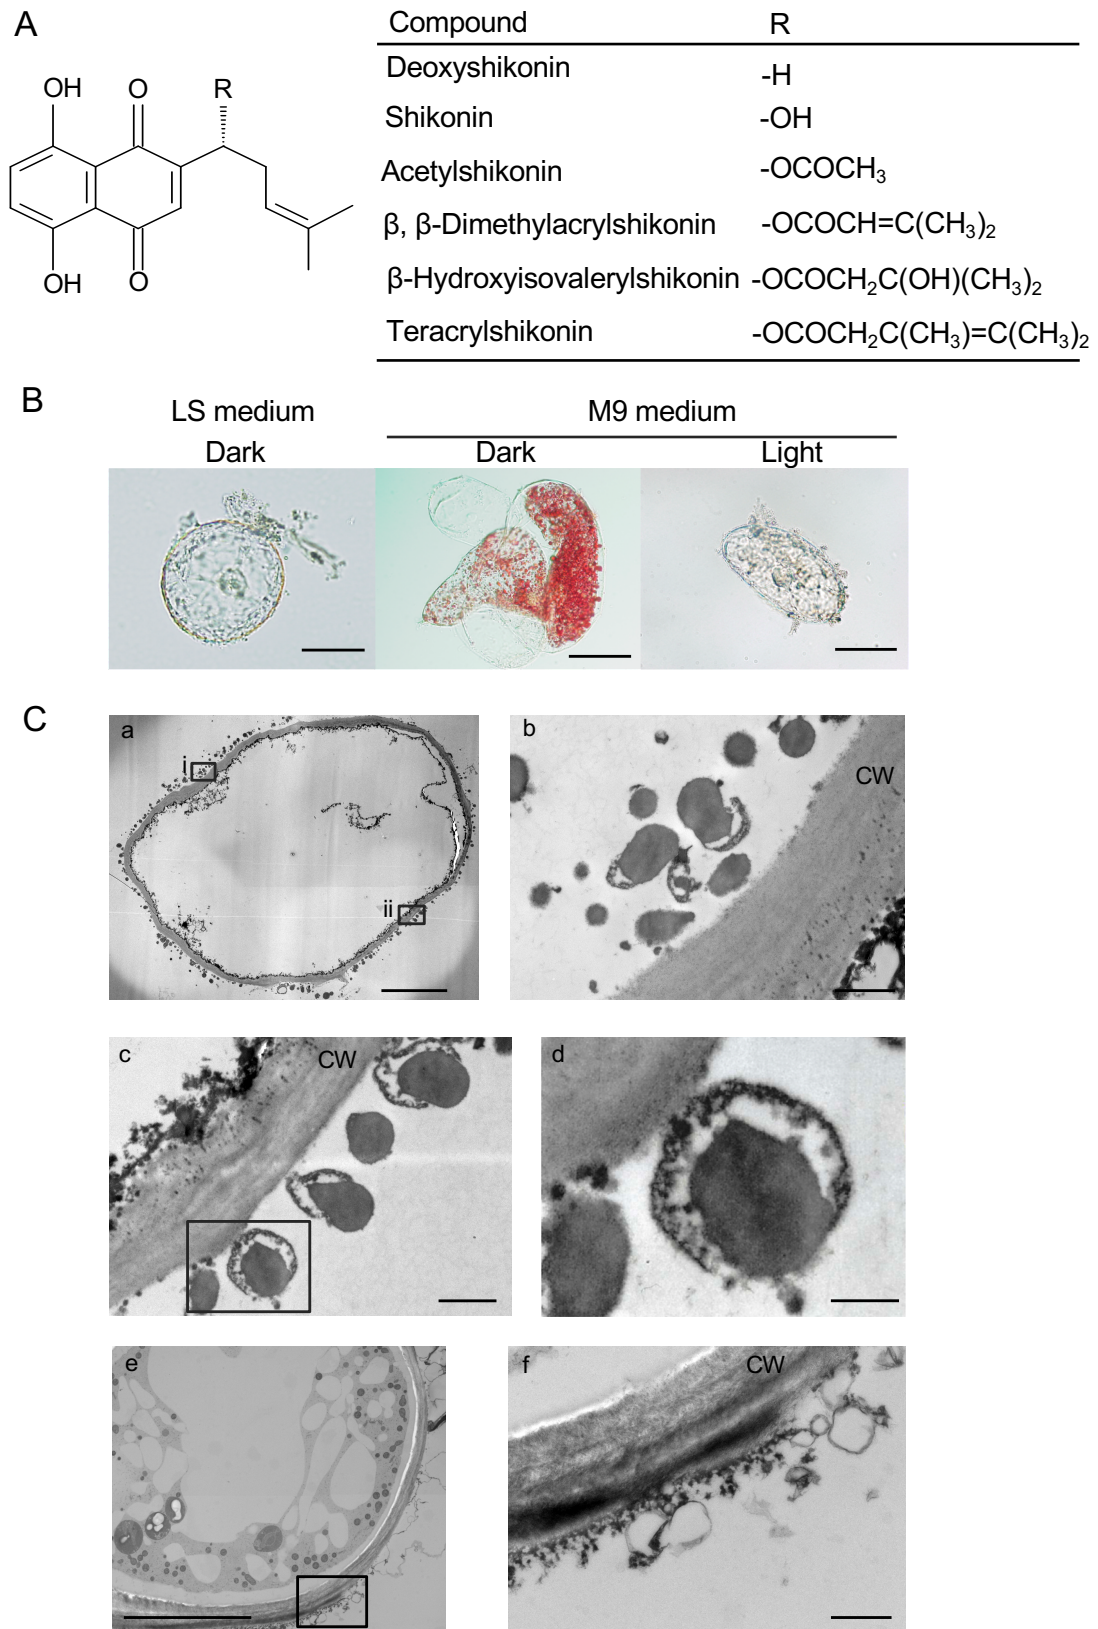 A
Compound R
Deoxyshikonin -H
Shikonin -OH
Acetylshikonin -OCOCH₃
β, β-Dimethylacrylshikonin -OCOCH=C(CH₃)₂
β-Hydroxyisovalerylshikonin -OCOCH₂C(OH)(CH₃)₂
Teracrylshikonin -OCOCH₂C(CH₃)=C(CH₃)₂
OH O R
OH O
B
LS medium M9 medium
Dark Dark Light
C
a
i
ii
b
CW
c
CW
d
e
f
CW